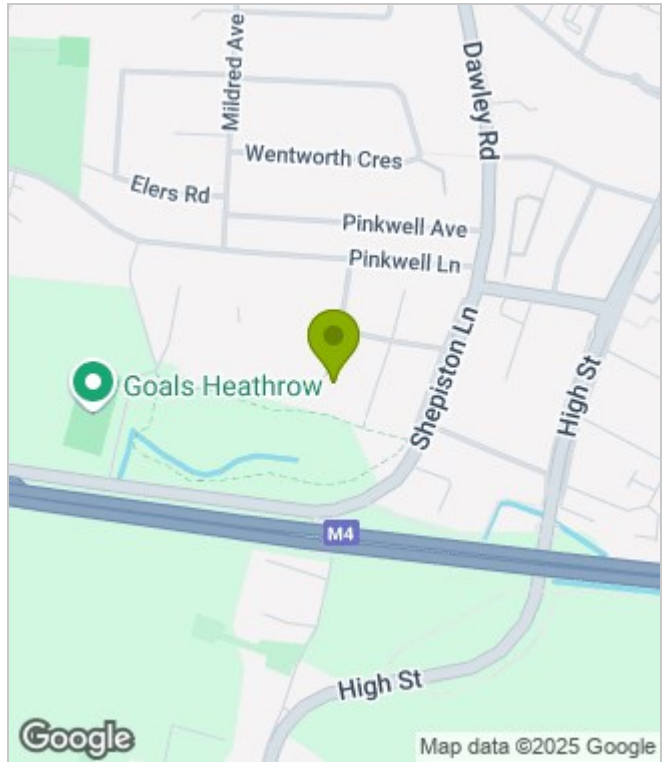 Mildred Ave
Dawley Rd
Wentworth Cres
Elers Rd
Pinkwell Ave
Pinkwell Ln
Shepiston Ln
Goals Heathrow
High St
M4
High St
Google
Map data ©2025 Google